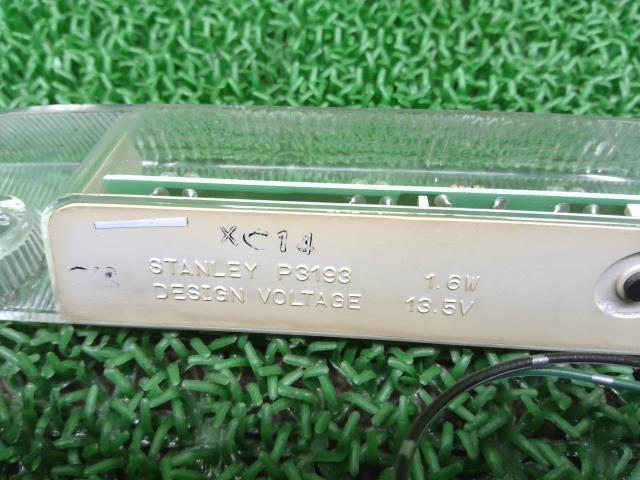 XC14
STANLEY P3193 1.6W
DESIGN VOLTAGE 13.5V